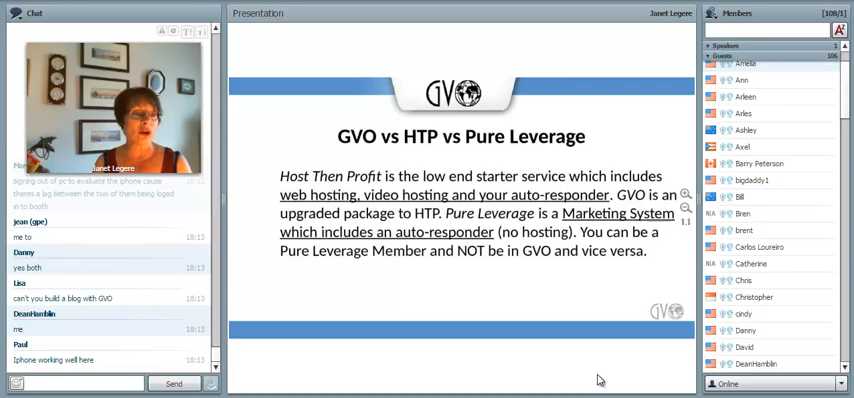 Chat
Janet Legere
signing out of pc to evaluate the iphone cause
theres a lag between the two of them being loged
in to booth
18:13
jean (gpe)
me to
18:13
Danny
yes both
18:13
Lisa
can't you build a blog with GVO
18:13
DeanHamblin
me
18:13
Paul
Iphone working well here
18:13
Send
Presentation
Janet Legere
GVO
GVO vs HTP vs Pure Leverage
Host Then Profit is the low end starter service which includes
web hosting, video hosting and your auto-responder. GVO is an
upgraded package to HTP. Pure Leverage is a Marketing System
which includes an auto-responder (no hosting). You can be a
Pure Leverage Member and NOT be in GVO and vice versa.
1:1
GVO
Members
[108/1]
Speakers 1
Guests 106
Amelia
Ann
Arleen
Arles
Ashley
Axel
Barry Peterson
bigdaddy1
Bill
N/A Bren
brent
Carlos Loureiro
N/A Catherine
Chris
Christopher
cindy
Danny
David
DeanHamblin
Online